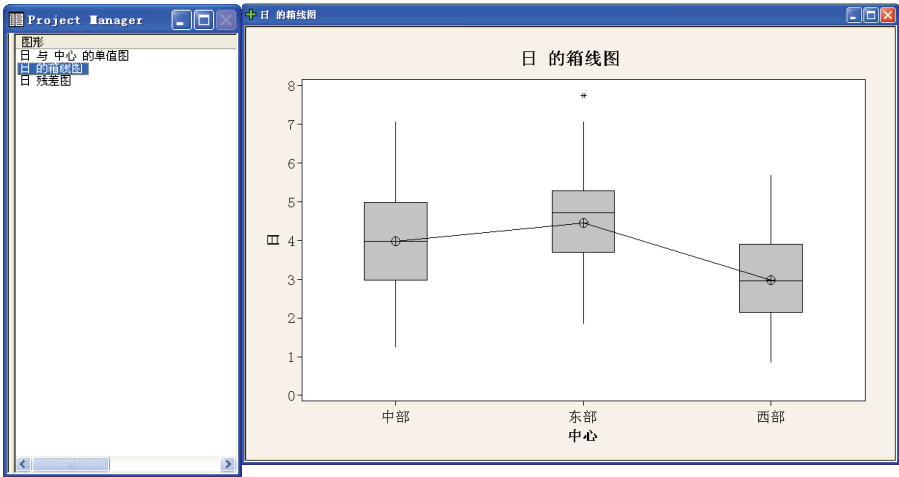 Project Manager
图形
日 与 中心 的单值图
日 的箱线图
日 残差图
日 的箱线图
日 的箱线图
8
7
6
5
4
3
2
1
0
日
*
中部 东部 西部
中心